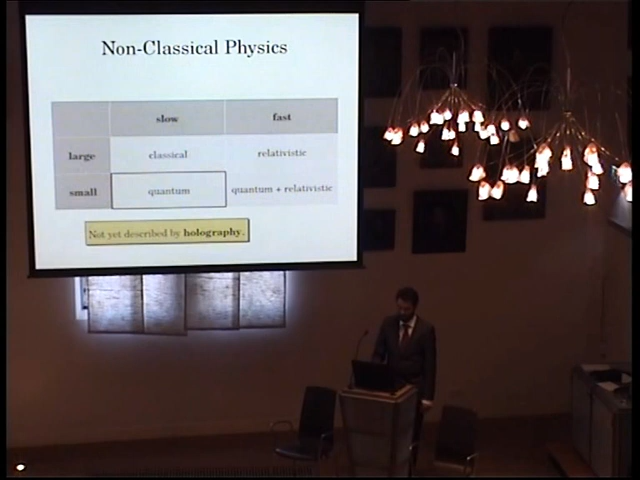 Non-Classical Physics
slow fast
large classical relativistic
small quantum quantum + relativistic
Not yet described by holography.